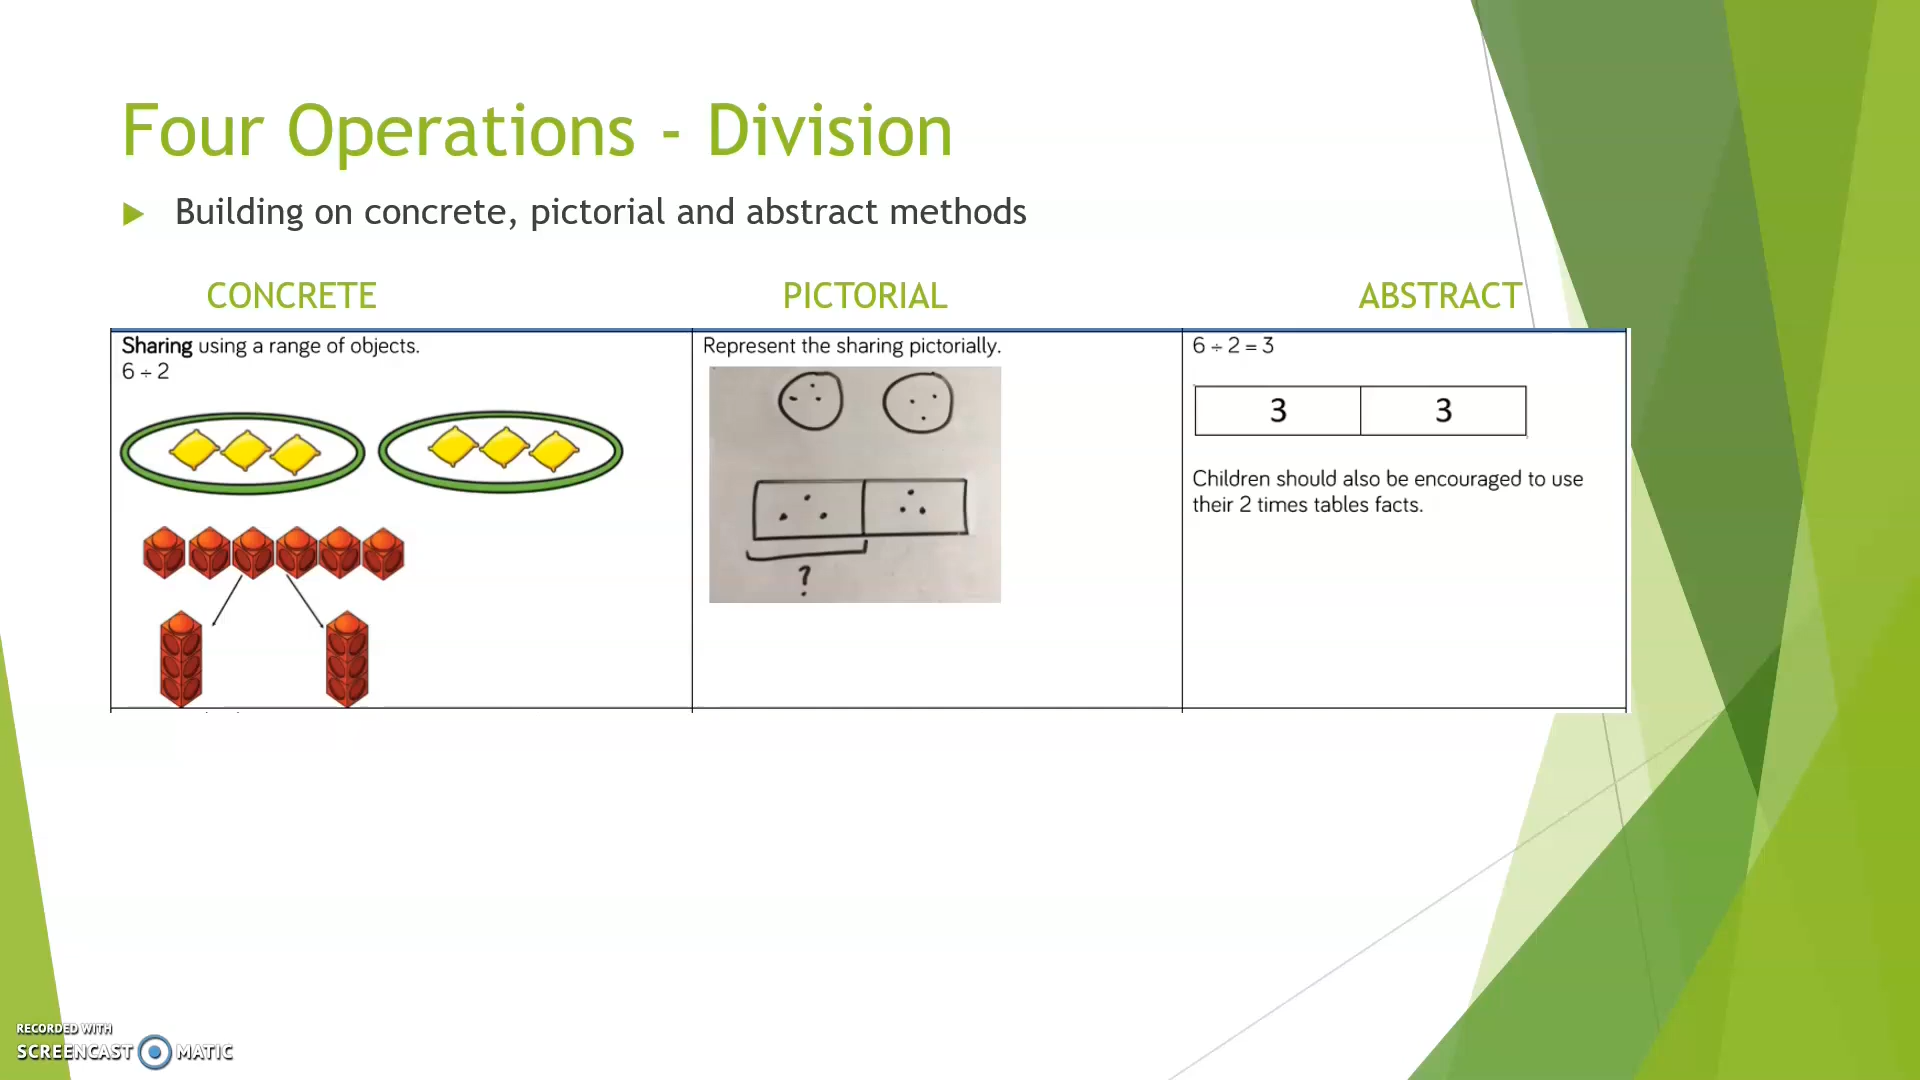 Four Operations - Division
Building on concrete, pictorial and abstract methods
CONCRETE
PICTORIAL
ABSTRACT
Sharing using a range of objects.
6 ÷ 2
Represent the sharing pictorially.
?
6 ÷ 2 = 3
3 3
Children should also be encouraged to use
their 2 times tables facts.
RECORDED WITH
SCREENCAST MATIC